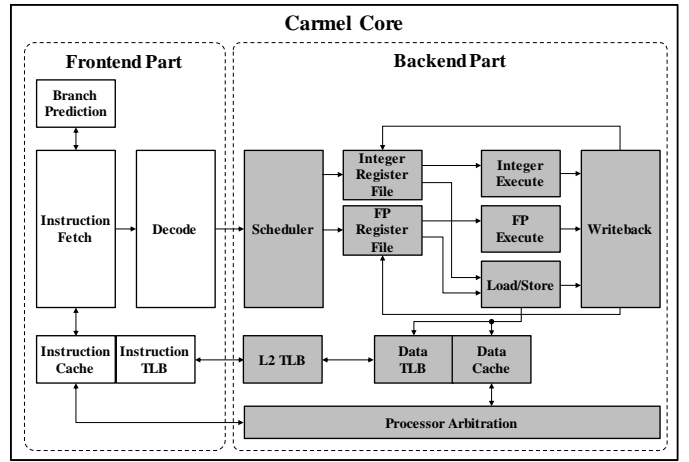 Carmel Core
Frontend Part
Backend Part
Branch
Prediction
Instruction
Fetch
Decode
Scheduler
Integer
Register
File
FP
Register
File
Integer
Execute
FP
Execute
Load/Store
Writeback
Instruction
Cache
Instruction
TLB
L2 TLB
Data
TLB
Data
Cache
Processor Arbitration